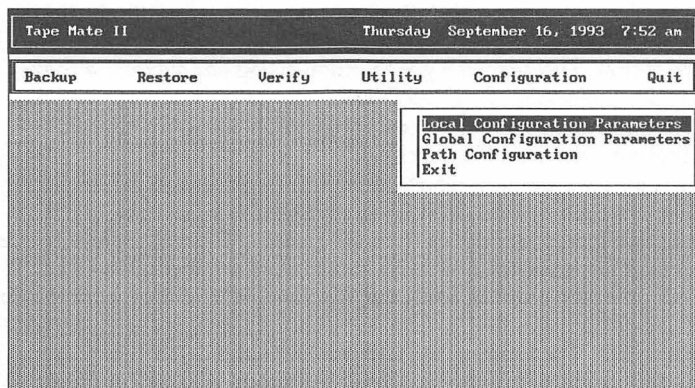 Tape Mate II Thursday September 16, 1993 7:52 am
Backup Restore Verify Utility Configuration Quit
Local Configuration Parameters
Global Configuration Parameters
Path Configuration
Exit